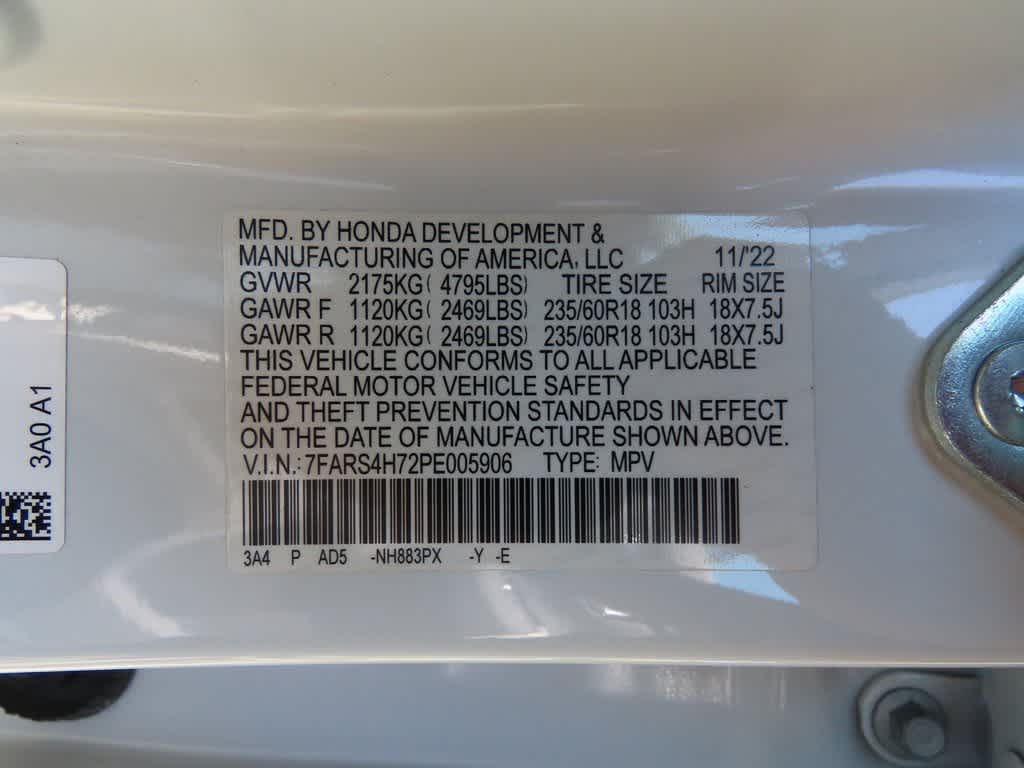 MFD. BY HONDA DEVELOPMENT &
MANUFACTURING OF AMERICA, LLC 11/'22
GVWR 2175KG( 4795LBS) TIRE SIZE RIM SIZE
GAWR F 1120KG( 2469LBS) 235/60R18 103H 18X7.5J
GAWR R 1120KG( 2469LBS) 235/60R18 103H 18X7.5J
THIS VEHICLE CONFORMS TO ALL APPLICABLE
FEDERAL MOTOR VEHICLE SAFETY
AND THEFT PREVENTION STANDARDS IN EFFECT
ON THE DATE OF MANUFACTURE SHOWN ABOVE.
V.I.N.: 7FARS4H72PE005906 TYPE: MPV
3A4 P AD5 -NH883PX -Y -E
3A0 A1